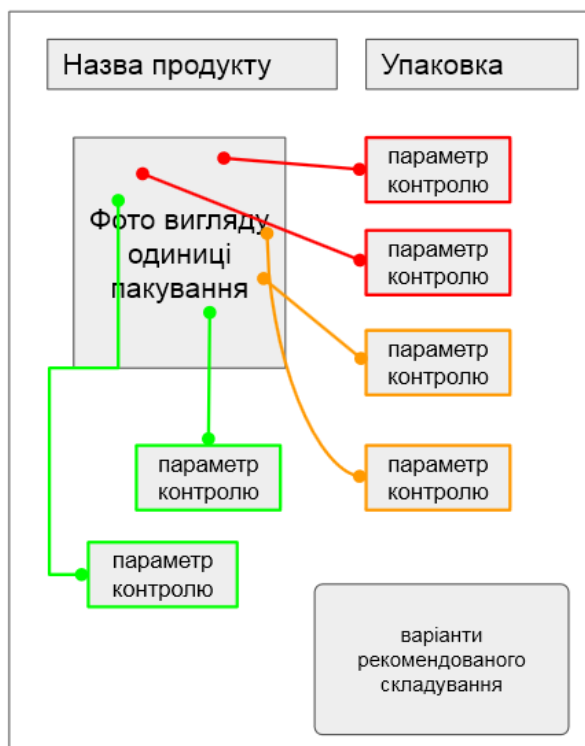 Назва продукту
Упаковка
параметр
контролю
Фото вигляду
одиниці
пакування
параметр
контролю
параметр
контролю
параметр
контролю
параметр
контролю
параметр
контролю
варіанти
рекомендованого
складування